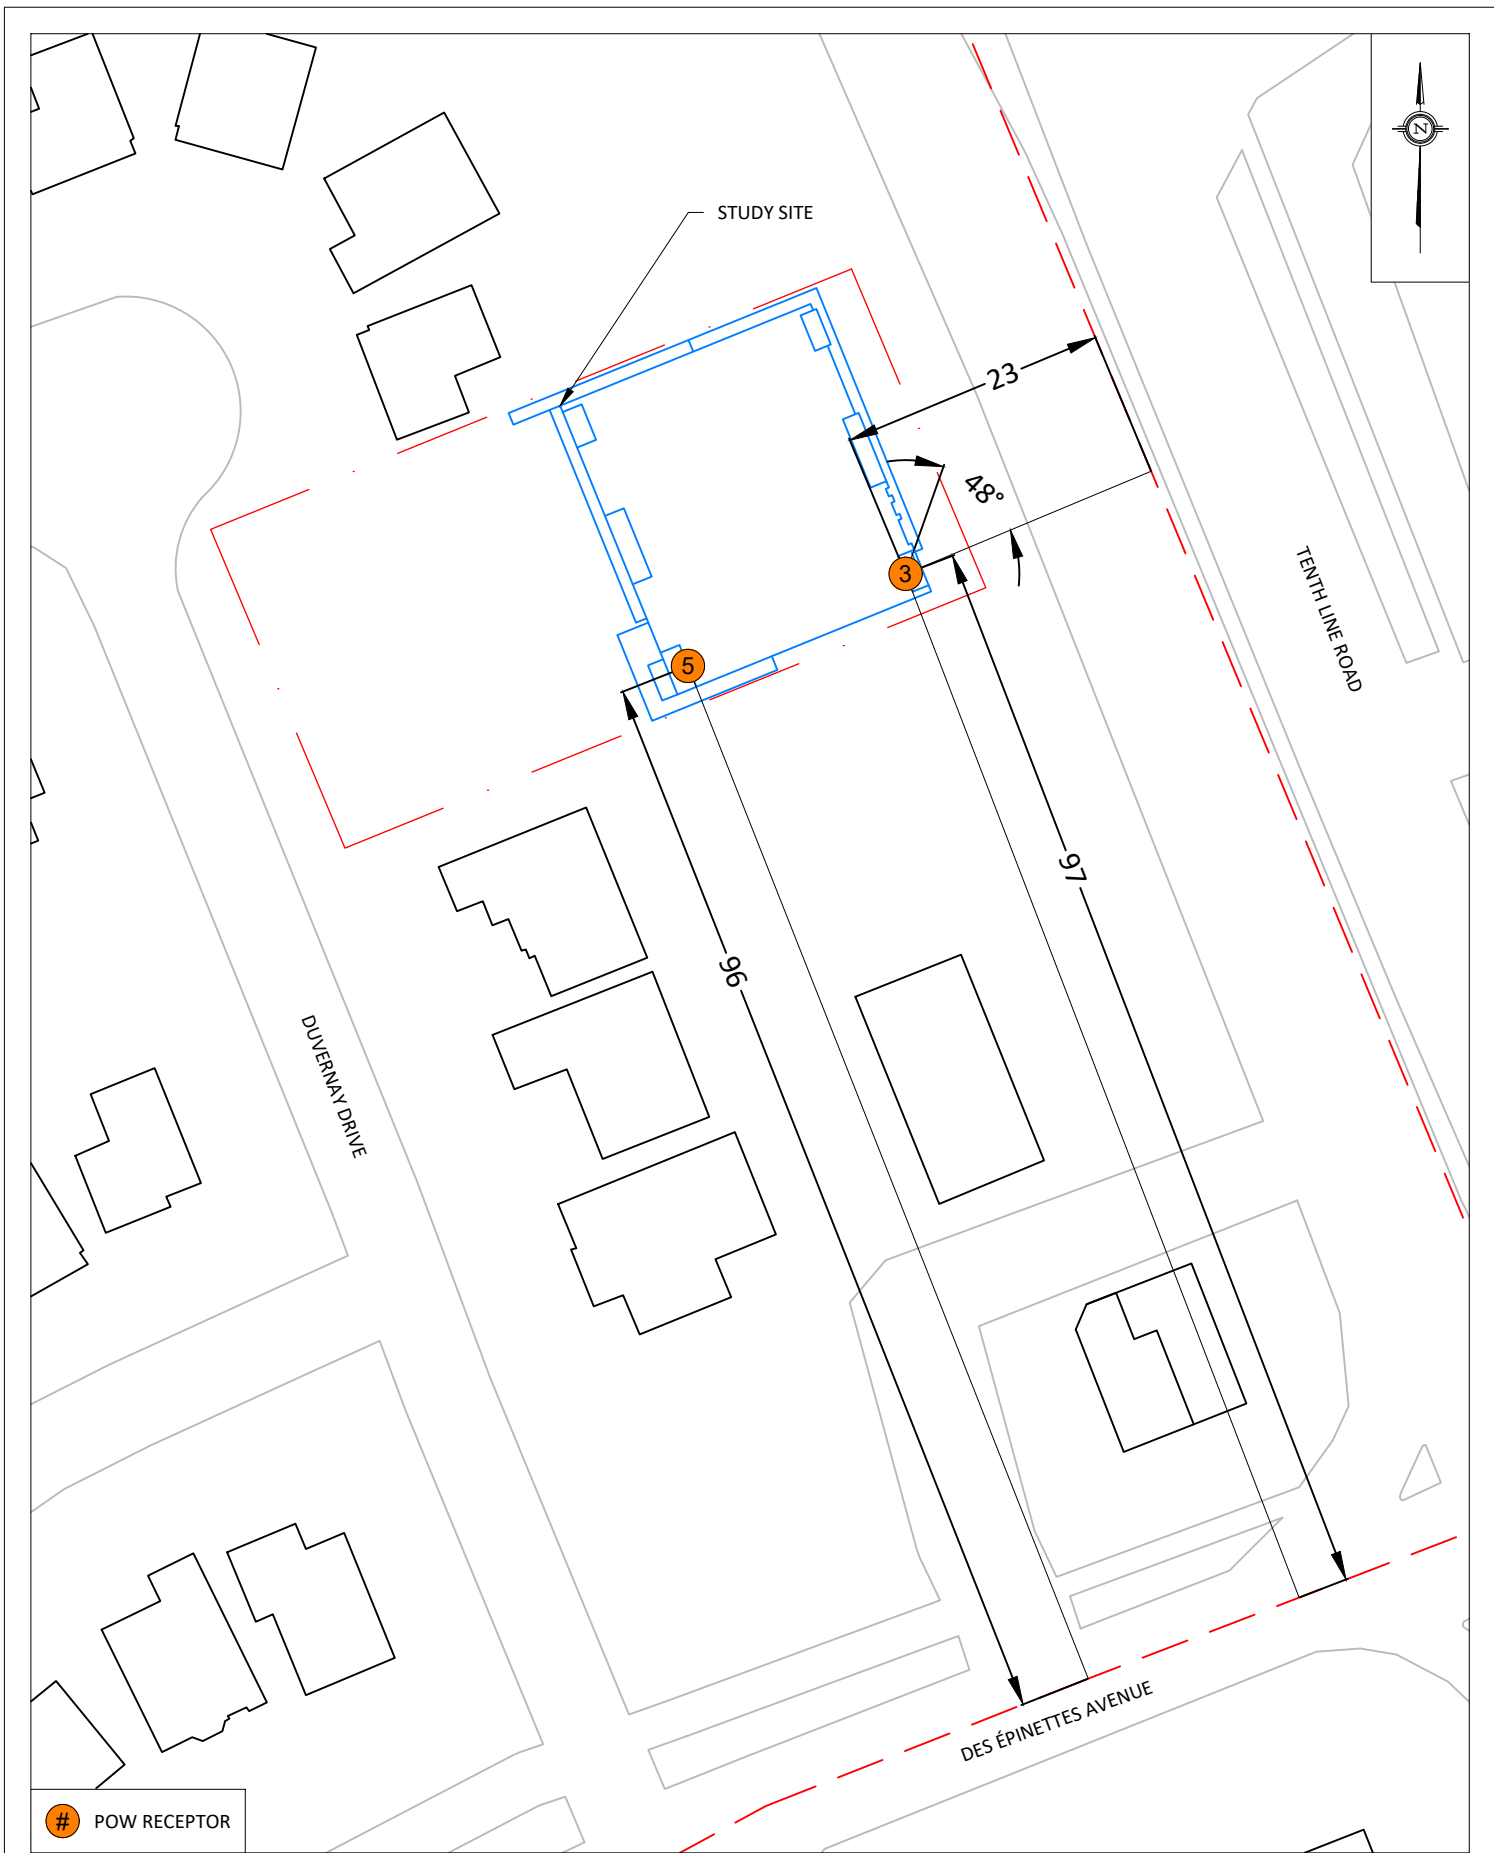 N
STUDY SITE
23
48°
3
TENTH LINE ROAD
5
97
96
DUVERNAY DRIVE
DES ÉPINETTES AVENUE
# POW RECEPTOR